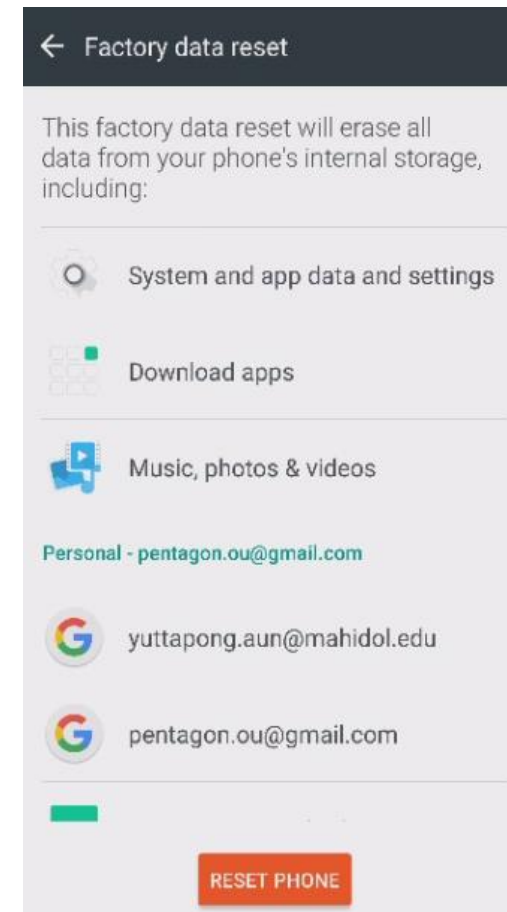 Factory data reset
This factory data reset will erase all
data from your phone's internal storage,
including:
System and app data and settings
Download apps
Music, photos & videos
Personal - pentagon.ou@gmail.com
yuttapong.aun@mahidol.edu
pentagon.ou@gmail.com
RESET PHONE